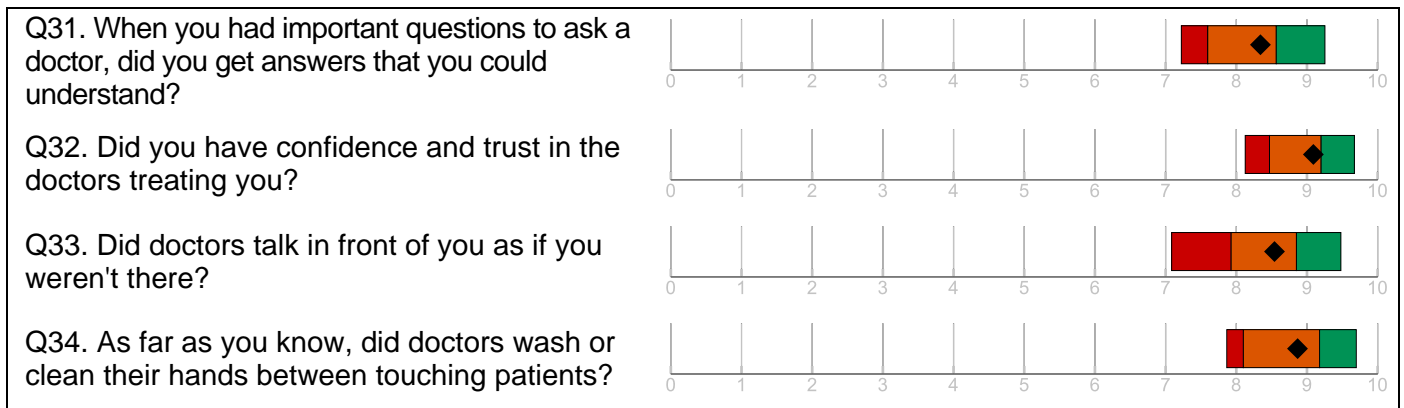 Q31. When you had important questions to ask a
doctor, did you get answers that you could
understand?
0 1 2 3 4 5 6 7 8 9 10
Q32. Did you have confidence and trust in the
doctors treating you?
0 1 2 3 4 5 6 7 8 9 10
Q33. Did doctors talk in front of you as if you
weren't there?
0 1 2 3 4 5 6 7 8 9 10
Q34. As far as you know, did doctors wash or
clean their hands between touching patients?
0 1 2 3 4 5 6 7 8 9 10